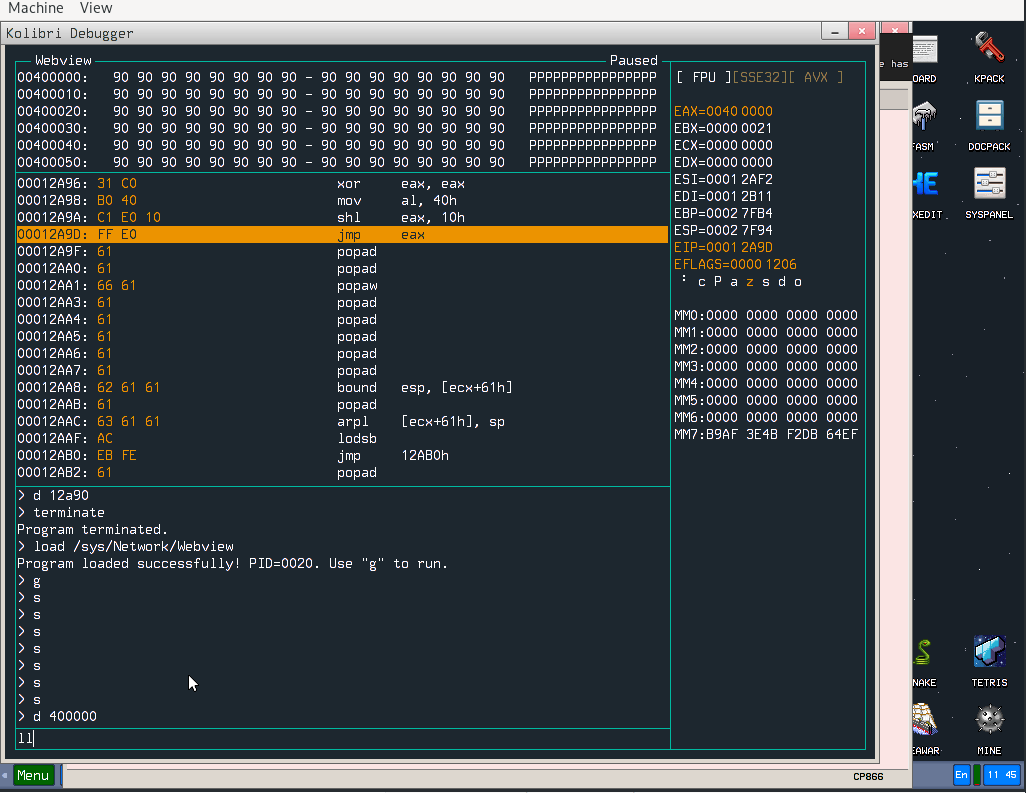 Machine View
Kolibri Debugger
Webview Paused
00400000: 90 90 90 90 90 90 90 90 - 90 90 90 90 90 90 90 90 PPPPPPPPPPPPPPPP
00400010: 90 90 90 90 90 90 90 90 - 90 90 90 90 90 90 90 90 PPPPPPPPPPPPPPPP
00400020: 90 90 90 90 90 90 90 90 - 90 90 90 90 90 90 90 90 PPPPPPPPPPPPPPPP
00400030: 90 90 90 90 90 90 90 90 - 90 90 90 90 90 90 90 90 PPPPPPPPPPPPPPPP
00400040: 90 90 90 90 90 90 90 90 - 90 90 90 90 90 90 90 90 PPPPPPPPPPPPPPPP
00400050: 90 90 90 90 90 90 90 90 - 90 90 90 90 90 90 90 90 PPPPPPPPPPPPPPPP
00012A96: 31 C0 xor eax, eax
00012A98: B0 40 mov al, 40h
00012A9A: C1 E0 10 shl eax, 10h
00012A9D: FF E0 jmp eax
00012A9F: 61 popad
00012AA0: 61 popad
00012AA1: 66 61 popaw
00012AA3: 61 popad
00012AA4: 61 popad
00012AA5: 61 popad
00012AA6: 61 popad
00012AA7: 61 popad
00012AA8: 62 61 61 bound esp, [ecx+61h]
00012AAB: 61 popad
00012AAC: 63 61 61 arpl [ecx+61h], sp
00012AAF: AC lodsb
00012AB0: EB FE jmp 12AB0h
00012AB2: 61 popad
> d 12a90
> terminate
Program terminated.
> load /sys/Network/Webview
Program loaded successfully! PID=0020. Use "g" to run.
> g
> s
> s
> s
> s
> s
> s
> s
> d 400000
ll
[ FPU ][SSE32][ AVX ]
EAX=0040 0000
EBX=0000 0021
ECX=0000 0000
EDX=0000 0000
ESI=0001 2AF2
EDI=0001 2B11
EBP=0002 7FB4
ESP=0002 7F94
EIP=0001 2A9D
EFLAGS=0000 1206
: c P a z s d o
MM0:0000 0000 0000 0000
MM1:0000 0000 0000 0000
MM2:0000 0000 0000 0000
MM3:0000 0000 0000 0000
MM4:0000 0000 0000 0000
MM5:0000 0000 0000 0000
MM6:0000 0000 0000 0000
MM7:B9AF 3E4B F2DB 64EF
e has
OARD KPACK
FASM DOCPACK
HE
XEDIT SYSPANEL
NAKE TETRIS
EAWAR MINE
Menu CP866 En 11 45